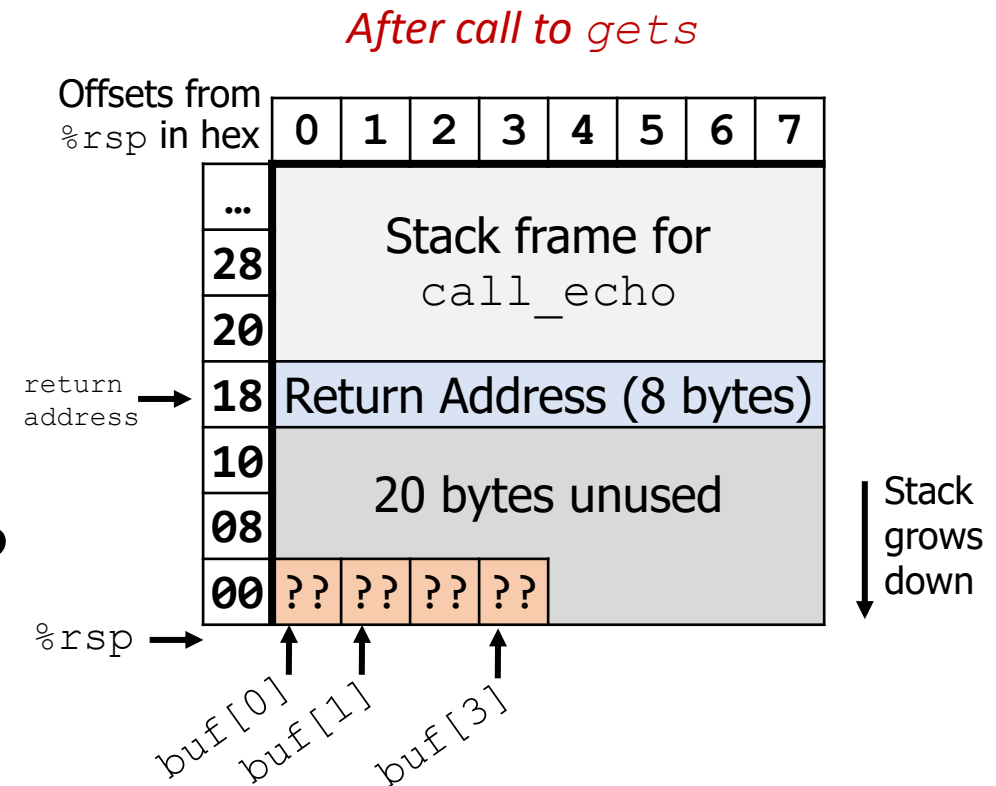 After call to gets
Offsets from
%rsp in hex
0 1 2 3 4 5 6 7
…
Stack frame for
28
call_echo
20
return
address
18 Return Address (8 bytes)
10
20 bytes unused
08
Stack
grows
down
00 ?? ?? ?? ??
%rsp
buf[0]
buf[1]
buf[3]